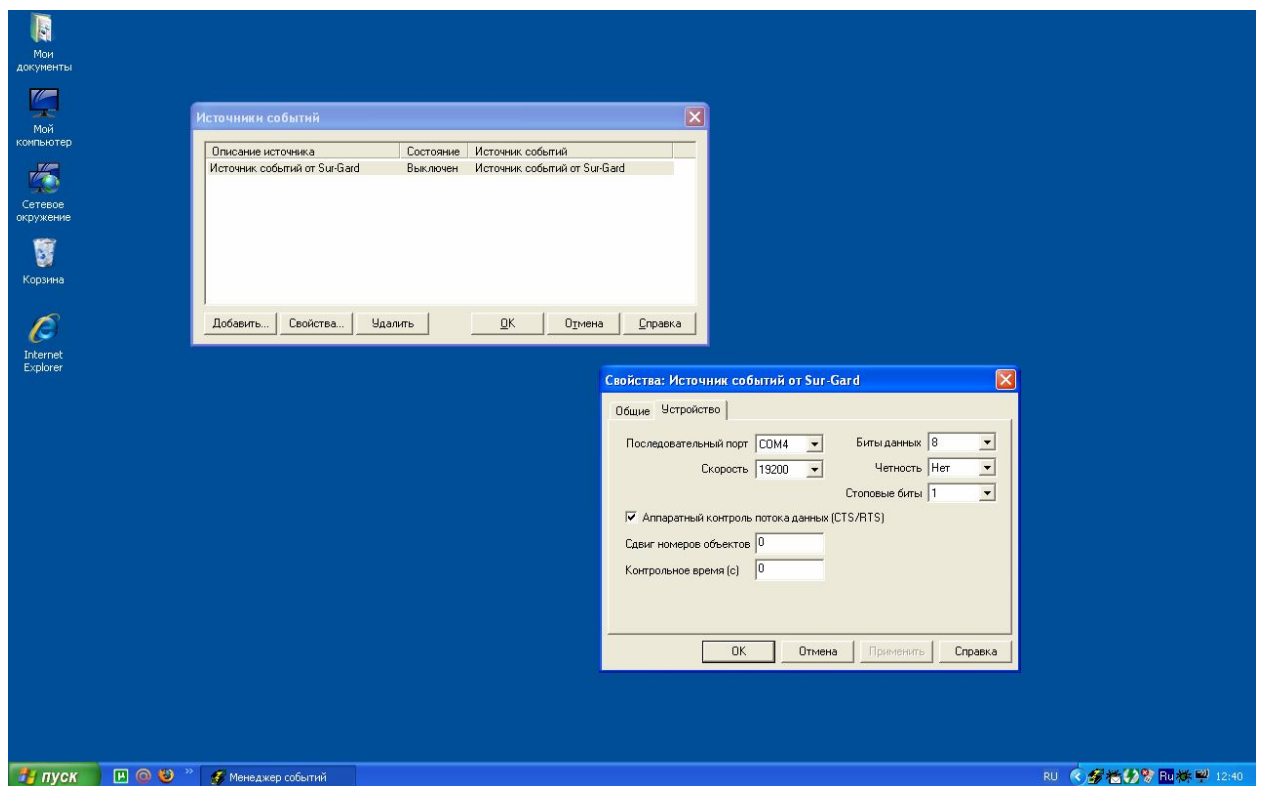 Мои
документы
Мой
компьютер
Сетевое
окружение
Корзина
Internet
Explorer
Источники событий
Описание источника Состояние Источник событий
Источник событий от Sur-Gard Выключен Источник событий от Sur-Gard
Добавить... Свойства... Удалить OK Отмена Справка
Свойства: Источник событий от Sur-Gard
Общие Устройство
Последовательный порт COM4 Биты данных 8
Скорость 19200 Четность Нет
Стоповые биты 1
Аппаратный контроль потока данных (CTS/RTS)
Сдвиг номеров объектов 0
Контрольное время (с) 0
OK Отмена Применить Справка
пуск Менеджер событий RU Ru 12:40